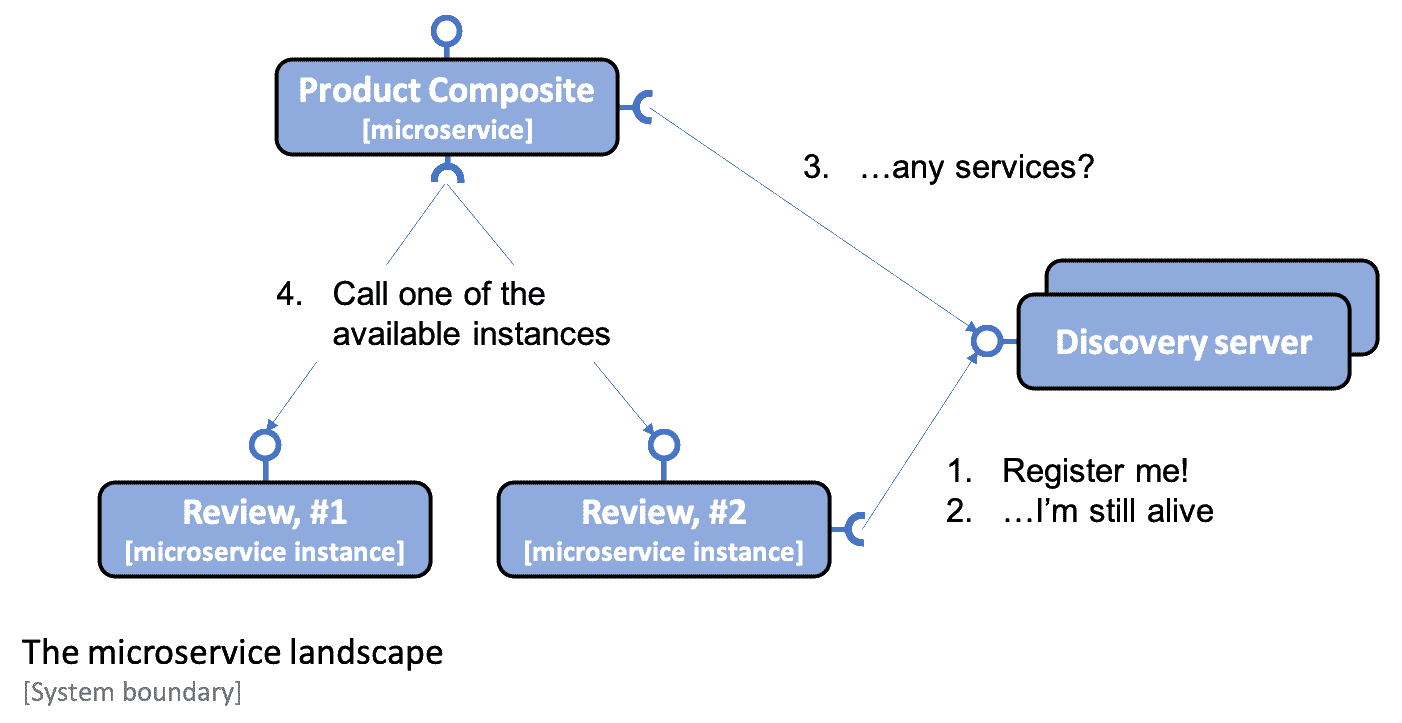 Product Composite
[microservice]
3. …any services?
4. Call one of the
available instances
Discovery server
Review, #1
[microservice instance]
Review, #2
[microservice instance]
1. Register me!
2. …I’m still alive
The microservice landscape
[System boundary]